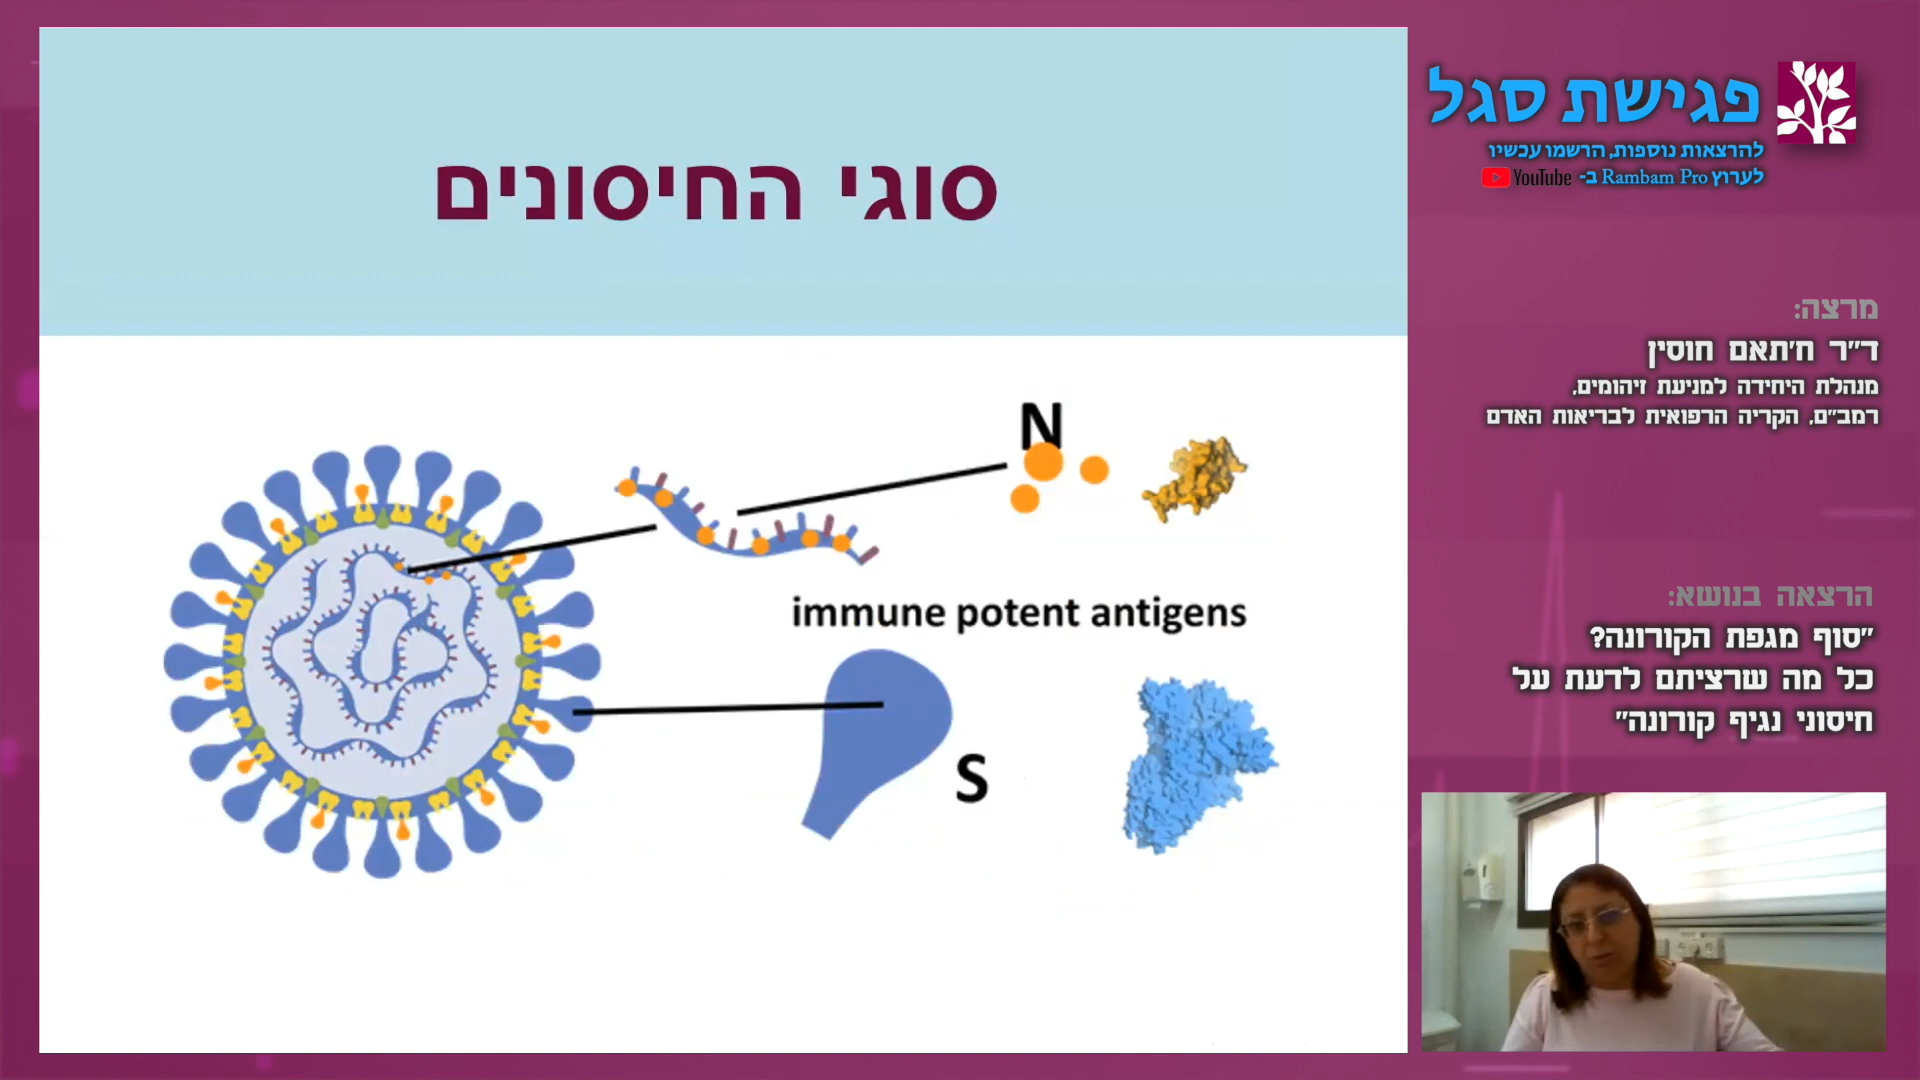 סוגי החיסונים
N
immune potent antigens
S
פגישת סגל
להרצאות נוספות, הרשמו עכשיו
לערוץ Rambam Pro ב- YouTube
מרצה:
ד"ר ח'תאם חוסין
מנהלת היחידה למניעת זיהומים,
רמב"ם, הקריה הרפואית לבריאות האדם
הרצאה בנושא:
"סוף מגפת הקורונה?
כל מה שרציתם לדעת על
חיסוני נגיף קורונה"